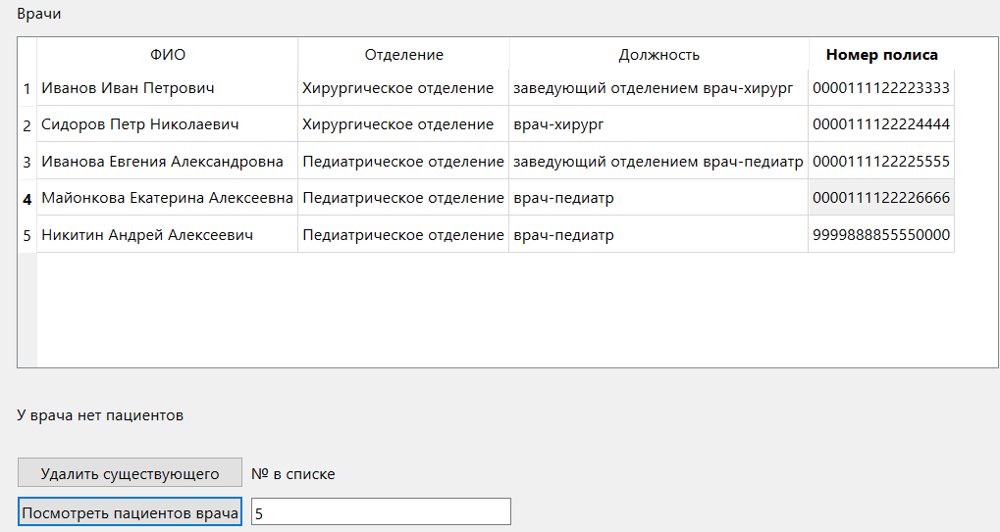 Врачи
ФИО Отделение Должность Номер полиса
1 Иванов Иван Петрович Хирургическое отделение заведующий отделением врач-хирург 0000111122223333
2 Сидоров Петр Николаевич Хирургическое отделение врач-хирург 0000111122224444
3 Иванова Евгения Александровна Педиатрическое отделение заведующий отделением врач-педиатр 0000111122225555
4 Майонкова Екатерина Алексеевна Педиатрическое отделение врач-педиатр 0000111122226666
5 Никитин Андрей Алексеевич Педиатрическое отделение врач-педиатр 9999888855550000
У врача нет пациентов
Удалить существующего № в списке
Посмотреть пациентов врача 5